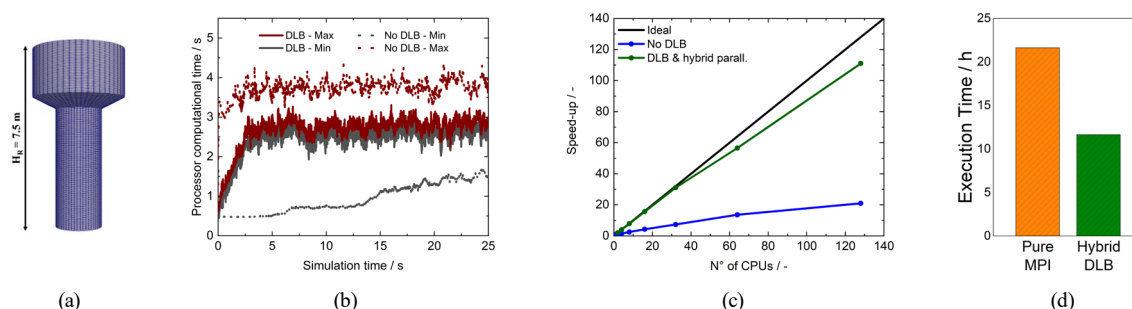 H_R = 7.5 m
(a)
DLB - Max
DLB - Min
No DLB - Min
No DLB - Max
Processor computational time / s
5
4
3
2
1
0
0 5 10 15 20 25
Simulation time / s
(b)
Ideal
No DLB
DLB & hybrid parall.
Speed-up / -
140
120
100
80
60
40
20
0
0 20 40 60 80 100 120 140
N° of CPUs / -
(c)
Execution Time / h
25
20
15
10
5
0
Pure
MPI
Hybrid
DLB
(d)